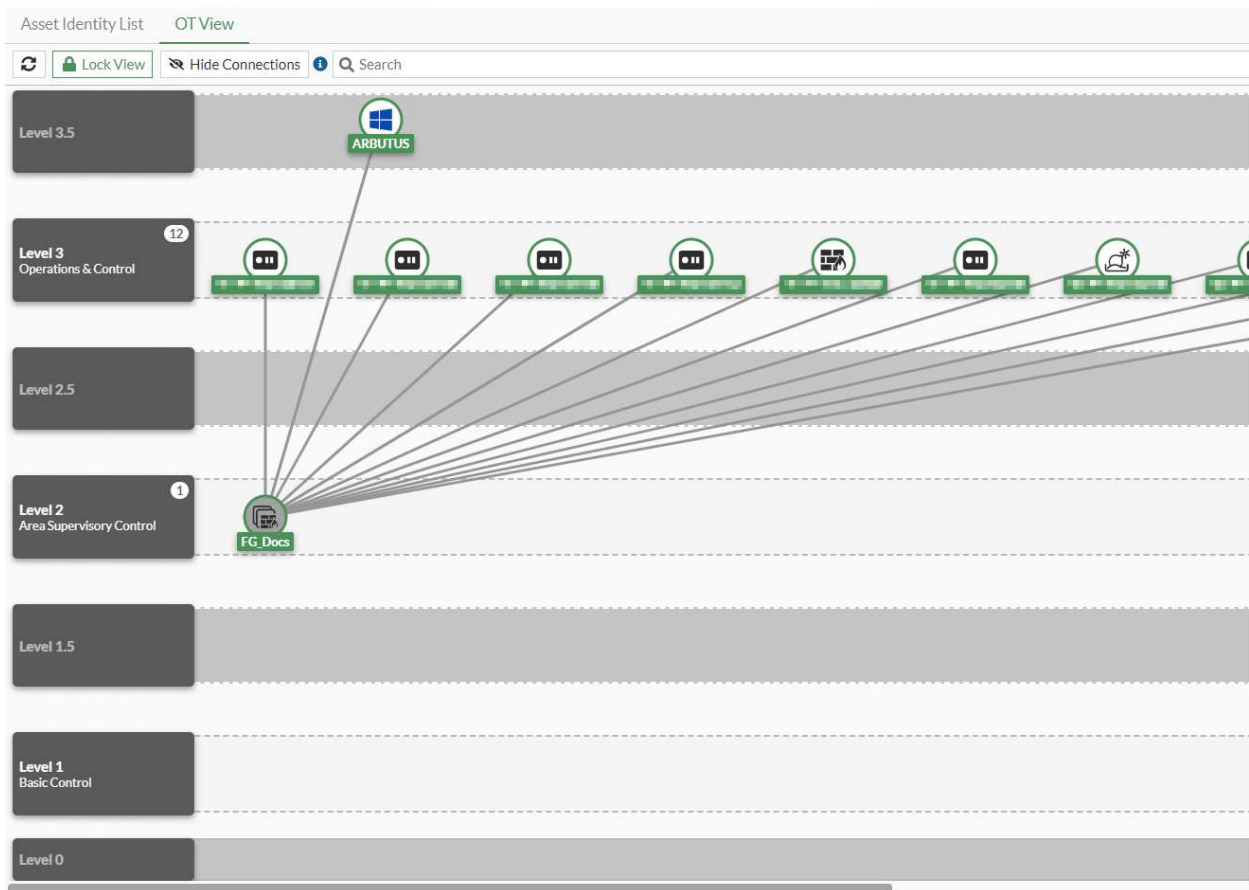 Asset Identity List OT View
Lock View Hide Connections Search
Level 3.5
ARBUTUS
12
Level 3
Operations & Control
Level 2.5
1
Level 2
Area Supervisory Control
FG_Docs
Level 1.5
Level 1
Basic Control
Level 0